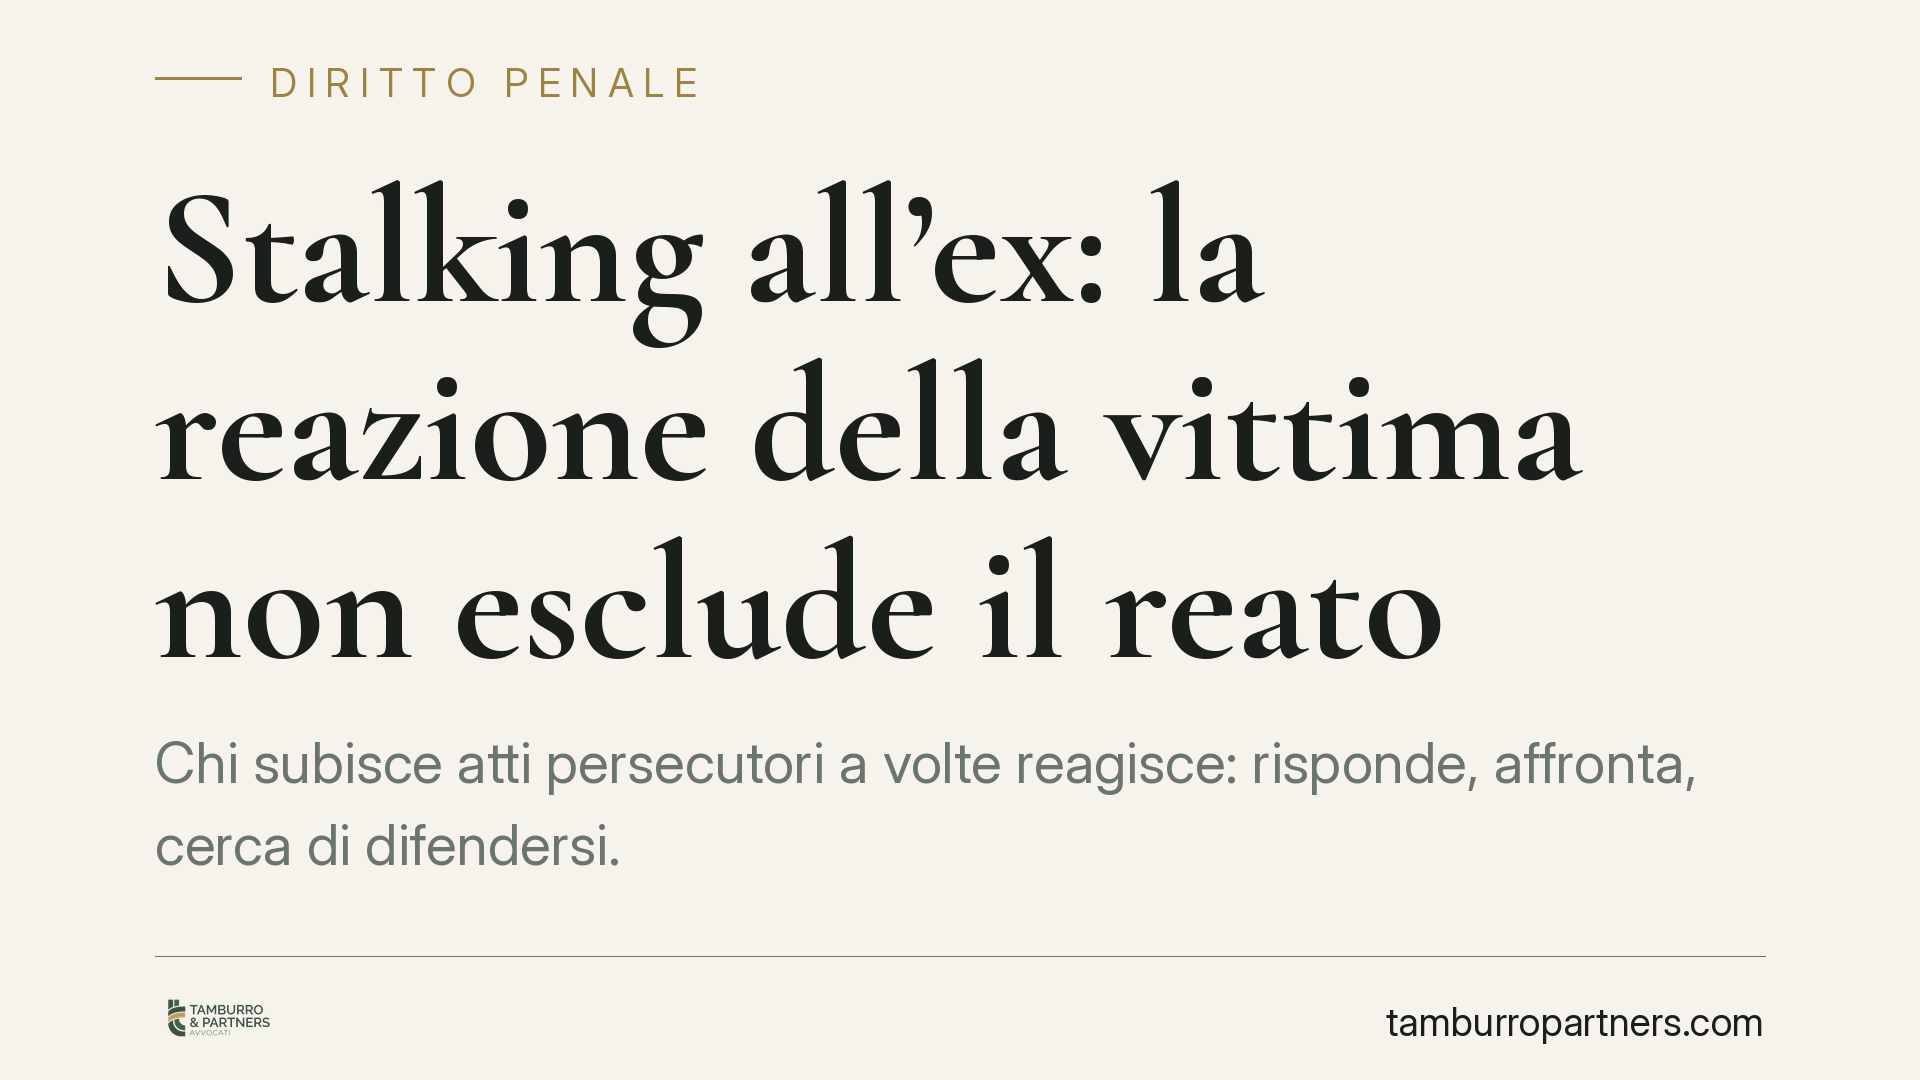 DIRITTO PENALE
Stalking all’ex: la
reazione della vittima
non esclude il reato
Chi subisce atti persecutori a volte reagisce: risponde, affronta,
cerca di difendersi.
TAMBURRO
& PARTNERS
AVVOCATI
tamburropartners.com